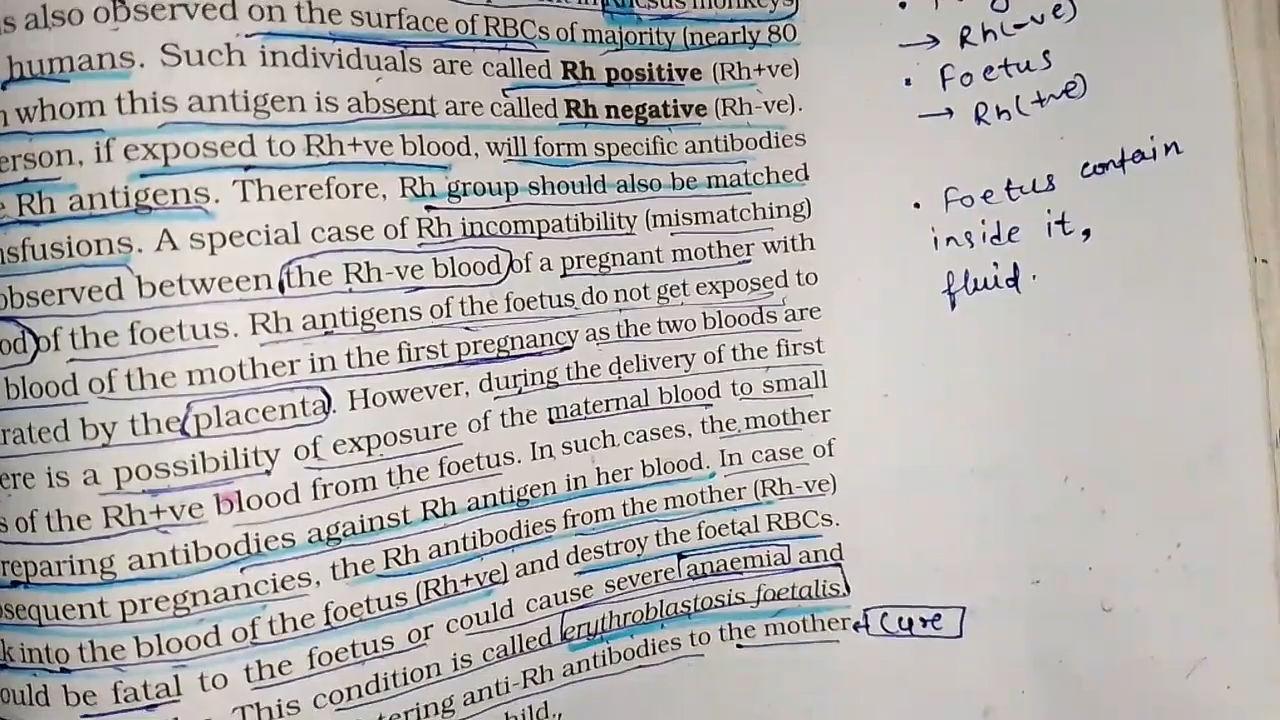 s also observed on the surface of RBCs of majority (nearly 80
humans. Such individuals are called Rh positive (Rh+ve)
whom this antigen is absent are called Rh negative (Rh-ve).
erson, if exposed to Rh+ve blood, will form specific antibodies
Rh antigens. Therefore, Rh group should also be matched
nsfusions. A special case of Rh incompatibility (mismatching)
observed between the Rh-ve blood of a pregnant mother with
od of the foetus. Rh antigens of the foetus do not get exposed to
blood of the mother in the first pregnancy as the two bloods are
rated by the placenta. However, during the delivery of the first
ere is a possibility of exposure of the maternal blood to small
s of the Rh+ve blood from the foetus. In such cases, the mother
reparing antibodies against Rh antigen in her blood. In case of
sequent pregnancies, the Rh antibodies from the mother (Rh-ve)
k into the blood of the foetus (Rh+ve) and destroy the foetal RBCs.
ould be fatal to the foetus or could cause severe anaemia and
This condition is called erythroblastosis foetalis.
tering anti-Rh antibodies to the mother
hild.
→ Rh(-ve)
• Foetus
→ Rh(+ve)
• Foetus contain
inside it,
fluid.
Cure